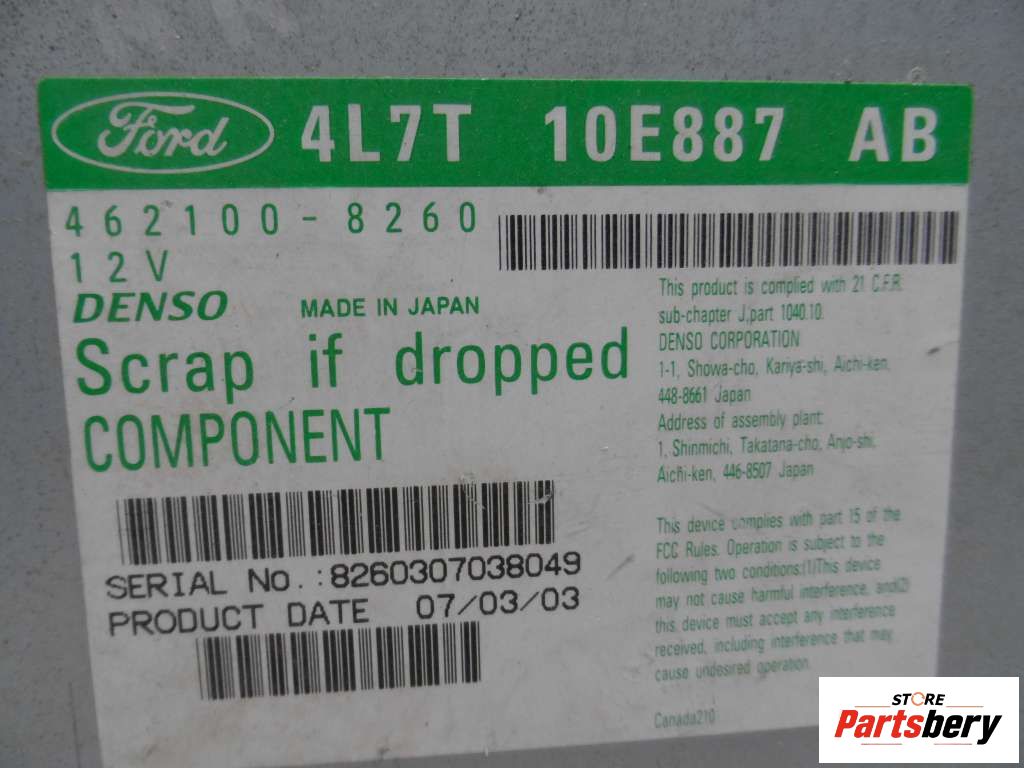 Ford 4L7T 10E887 AB
462100-8260
12V
DENSO MADE IN JAPAN
Scrap if dropped
COMPONENT
SERIAL No.:8260307038049
PRODUCT DATE 07/03/03
This product is complied with 21 C.F.R.
sub-chapter J,part 1040.10.
DENSO CORPORATION
1-1, Showa-cho, Kariya-shi, Aichi-ken,
448-8661 Japan
Address of assembly plant:
1, Shinmichi, Takatana-cho, Anjo-shi,
Aichi-ken, 446-8507 Japan
This device complies with part 15 of the
FCC Rules. Operation is subject to the
following two conditions:(1)This device
may not cause harmful interference, and(2)
this device must accept any interference
received, including interference that may
cause undesired operation.
Canada210
STORE
Partsbery